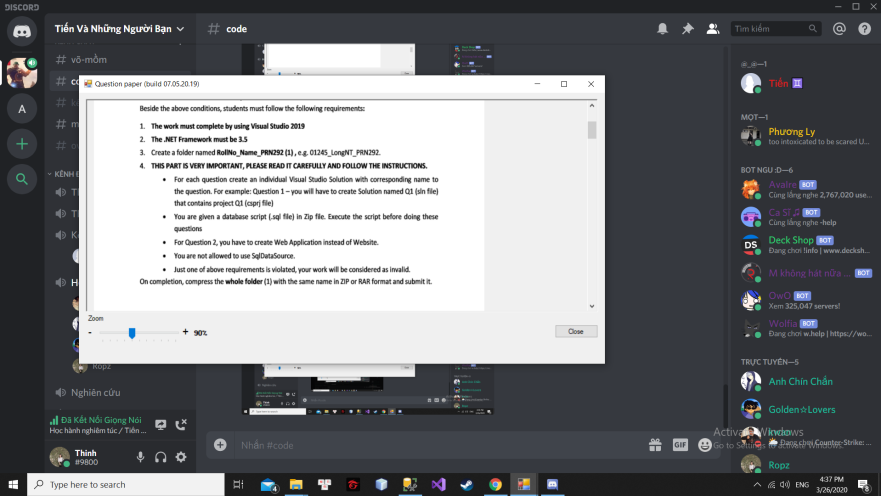 DISCORD
Tiến Và Những Người Bạn
# code
Tìm kiếm
võ-mồm
Question paper (build 07.05.20.19)
Beside the above conditions, students must follow the following requirements:
1. The work must complete by using Visual Studio 2019
2. The .NET Framework must be 3.5
3. Create a folder named RollNo_Name_PRN292 (1) , e.g. 01245_LongNT_PRN292.
4. THIS PART IS VERY IMPORTANT, PLEASE READ IT CAREFULLY AND FOLLOW THE INSTRUCTIONS.
• For each question create an individual Visual Studio Solution with corresponding name to
the question. For example: Question 1 – you will have to create Solution named Q1 (sln file)
that contains project Q1 (csprj file)
• You are given a database script (.sql file) in Zip file. Execute the script before doing these
questions
• For Question 2, you have to create Web Application instead of Website.
• You are not allowed to use SqlDataSource.
• Just one of above requirements is violated, your work will be considered as invalid.
On completion, compress the whole folder (1) with the same name in ZIP or RAR format and submit it.
Zoom
- + 90%
Close
KÊNH
Ropz
Nghiên cứu
Đã Kết Nối Giọng Nói
Học hành nghiêm túc / Tiến ...
Thinh
#9800
Nhắn #code
GIF
@_@—1
Tiến
MỌT—1
Phương Ly
too intoxicated to be scared U...
BOT NGU :D—6
Avaire BOT
Cùng lắng nghe 2,767,020 use...
Ca Sĩ BOT
Cùng lắng nghe -help
Deck Shop BOT
Đang chơi !info | www.decksh...
M không hát nữa ... BOT
OwO BOT
Xem 325,047 servers!
Wolfia BOT
Đang chơi w.help | https://wo...
TRỰC TUYẾN—5
Anh Chín Chắn
Golden☆Lovers
Đang chơi Counter-Strike: ...
Ropz
Activate Windows
Go to Settings to activate Windows.
Type here to search
ENG
4:37 PM
3/26/2020